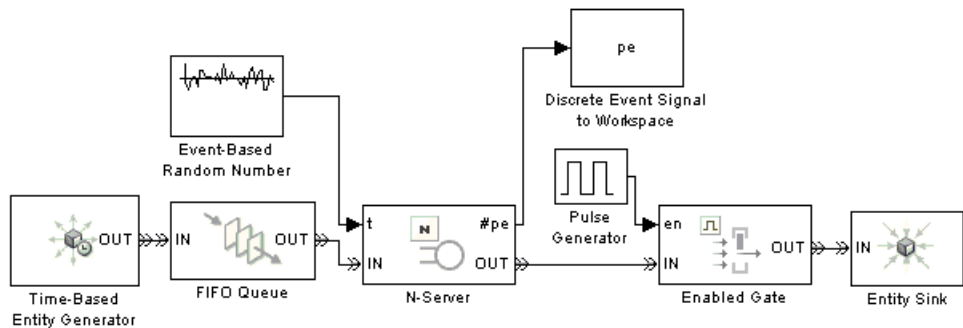 pe
Discrete Event Signal
to Workspace
Event-Based
Random Number
Pulse
Generator
OUT
Time-Based
Entity Generator
IN
OUT
FIFO Queue
t
#pe
N
IN
OUT
N-Server
en
IN
OUT
Enabled Gate
IN
Entity Sink